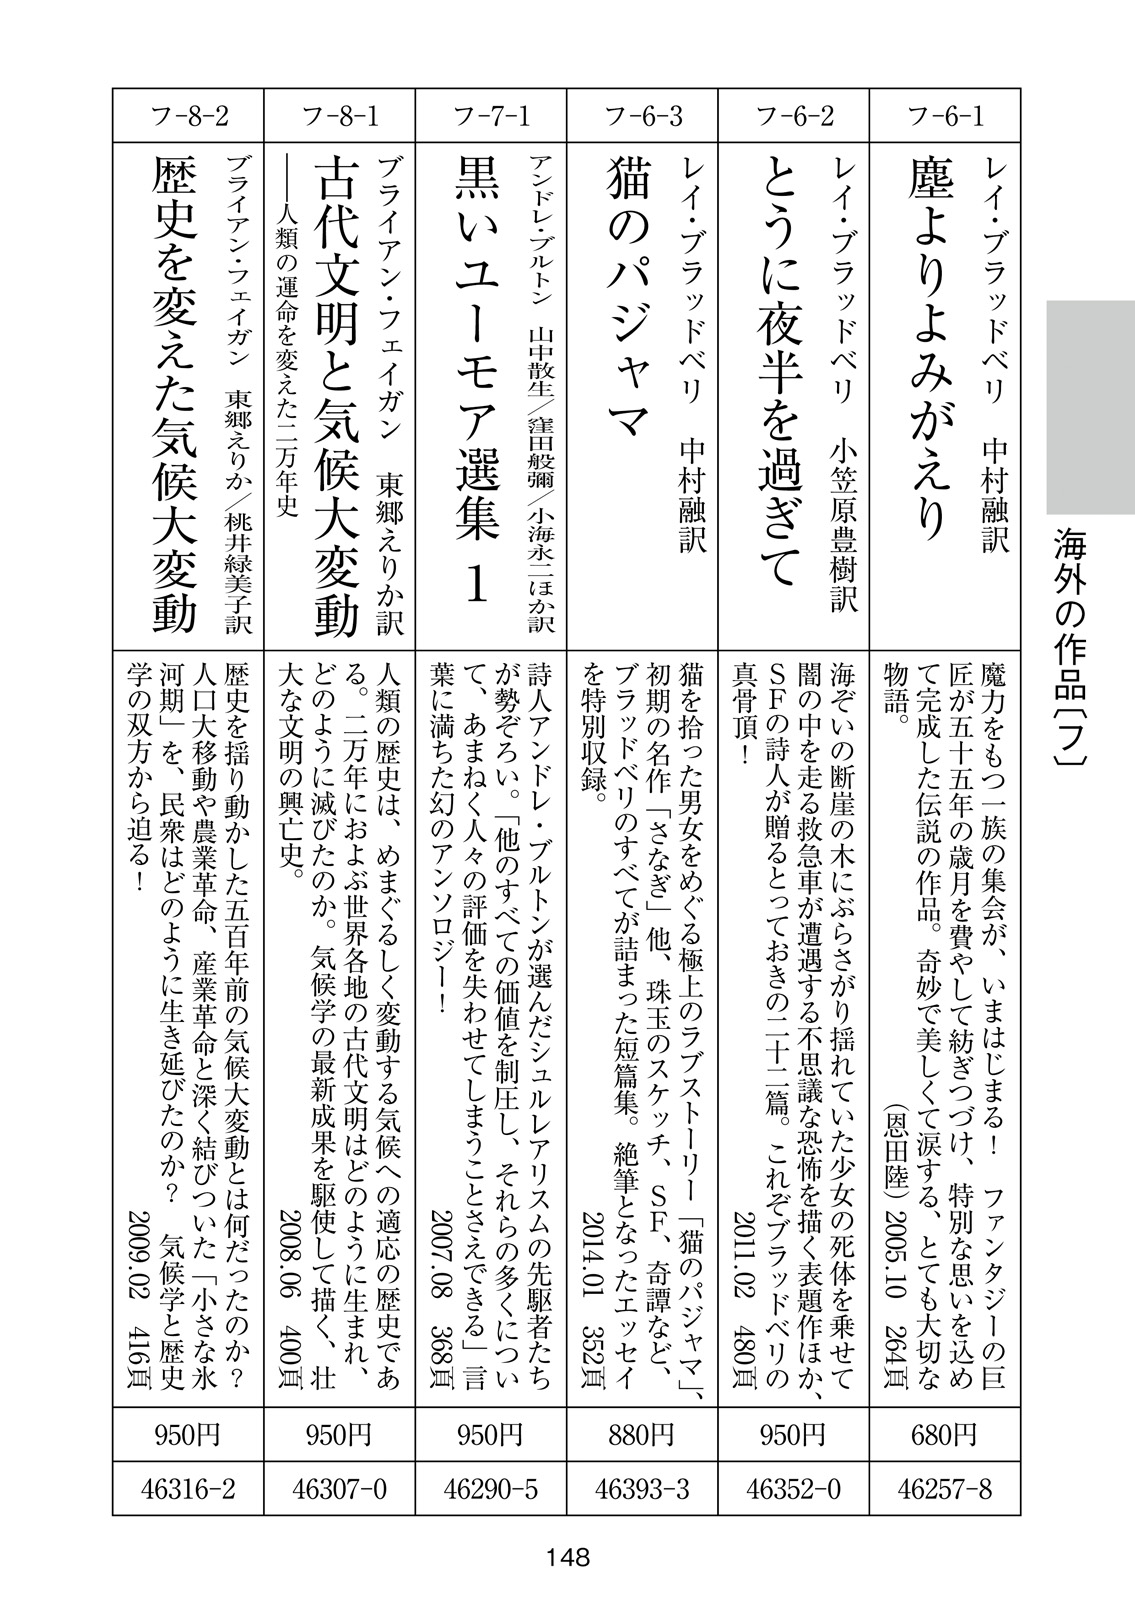 海外の作品〔フ〕
フ-6-1
レイ・ブラッドベリ　中村融訳
塵よりよみがえり
魔力をもつ一族の集会が、いまはじまる！　ファンタジーの巨
匠が五十五年の歳月を費やして紡ぎつづけ、特別な思いを込め
て完成した伝説の作品。奇妙で美しくて涙する、とても大切な
物語。　（恩田陸）2005.10　264頁
680円
46257-8
フ-6-2
レイ・ブラッドベリ　小笠原豊樹訳
とうに夜半を過ぎて
海ぞいの断崖の木にぶらさがり揺れていた少女の死体を乗せて
闇の中を走る救急車が遭遇する不思議な恐怖を描く表題作ほか、
ＳＦの詩人が贈るとっておきの二十二篇。これぞブラッドベリの
真骨頂！　2011.02　480頁
950円
46352-0
フ-6-3
レイ・ブラッドベリ　中村融訳
猫のパジャマ
猫を拾った男女をめぐる極上のラブストーリー「猫のパジャマ」、
初期の名作「さなぎ」他、珠玉のスケッチ、ＳＦ、奇譚など、
ブラッドベリのすべてが詰まった短篇集。絶筆となったエッセイ
を特別収録。　2014.01　352頁
880円
46393-3
フ-7-1
アンドレ・ブルトン　山中散生／窪田般彌／小海永二ほか訳
黒いユーモア選集　1
詩人アンドレ・ブルトンが選んだシュルレアリスムの先駆者たち
が勢ぞろい。「他のすべての価値を制圧し、それらの多くについ
て、あまねく人々の評価を失わせてしまうことさえできる」言
葉に満ちた幻のアンソロジー！　2007.08　368頁
950円
46290-5
フ-8-1
ブライアン・フェイガン　東郷えりか訳
古代文明と気候大変動
――人類の運命を変えた二万年史
人類の歴史は、めまぐるしく変動する気候への適応の歴史であ
る。二万年におよぶ世界各地の古代文明はどのように生まれ、
どのように滅びたのか。気候学の最新成果を駆使して描く、壮
大な文明の興亡史。　2008.06　400頁
950円
46307-0
フ-8-2
ブライアン・フェイガン　東郷えりか／桃井緑美子訳
歴史を変えた気候大変動
歴史を揺り動かした五百年前の気候大変動とは何だったのか？
人口大移動や農業革命、産業革命と深く結びついた「小さな氷
河期」を、民衆はどのように生き延びたのか？　気候学と歴史
学の双方から迫る！　2009.02　416頁
950円
46316-2
148